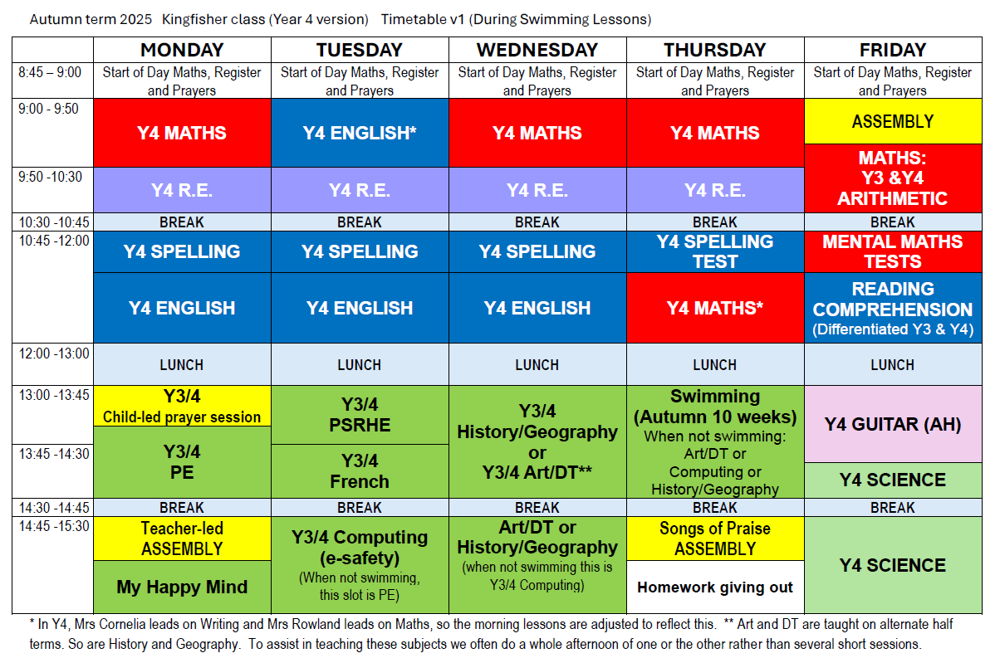 Autumn term 2025 Kingfisher class (Year 4 version) Timetable v1 (During Swimming Lessons)
MONDAY TUESDAY WEDNESDAY THURSDAY FRIDAY
8:45 – 9:00
Start of Day Maths, Register
and Prayers
Start of Day Maths, Register
and Prayers
Start of Day Maths, Register
and Prayers
Start of Day Maths, Register
and Prayers
Start of Day Maths, Register
and Prayers
9:00 - 9:50
Y4 MATHS
Y4 ENGLISH*
Y4 MATHS
Y4 MATHS
ASSEMBLY
MATHS:
Y3 &Y4
ARITHMETIC
9:50 -10:30
Y4 R.E.
Y4 R.E.
Y4 R.E.
Y4 R.E.
10:30 -10:45
BREAK
BREAK
BREAK
BREAK
BREAK
10:45 -12:00
Y4 SPELLING
Y4 SPELLING
Y4 SPELLING
Y4 SPELLING
TEST
MENTAL MATHS
TESTS
Y4 ENGLISH
Y4 ENGLISH
Y4 ENGLISH
Y4 MATHS*
READING
COMPREHENSION
(Differentiated Y3 & Y4)
12:00 -13:00
LUNCH
LUNCH
LUNCH
LUNCH
LUNCH
13:00 -13:45
Y3/4
Child-led prayer session
Y3/4
PSRHE
Y3/4
History/Geography
or
Y3/4 Art/DT**
Swimming
(Autumn 10 weeks)
When not swimming:
Art/DT or
Computing or
History/Geography
Y4 GUITAR (AH)
13:45 -14:30
Y3/4
PE
Y3/4
French
Y4 SCIENCE
14:30 -14:45
BREAK
BREAK
BREAK
BREAK
BREAK
14:45 -15:30
Teacher-led
ASSEMBLY
My Happy Mind
Y3/4 Computing
(e-safety)
(When not swimming,
this slot is PE)
Art/DT or
History/Geography
(when not swimming this is
Y3/4 Computing)
Songs of Praise
ASSEMBLY
Homework giving out
Y4 SCIENCE
* In Y4, Mrs Cornelia leads on Writing and Mrs Rowland leads on Maths, so the morning lessons are adjusted to reflect this. ** Art and DT are taught on alternate half
terms. So are History and Geography. To assist in teaching these subjects we often do a whole afternoon of one or the other rather than several short sessions.